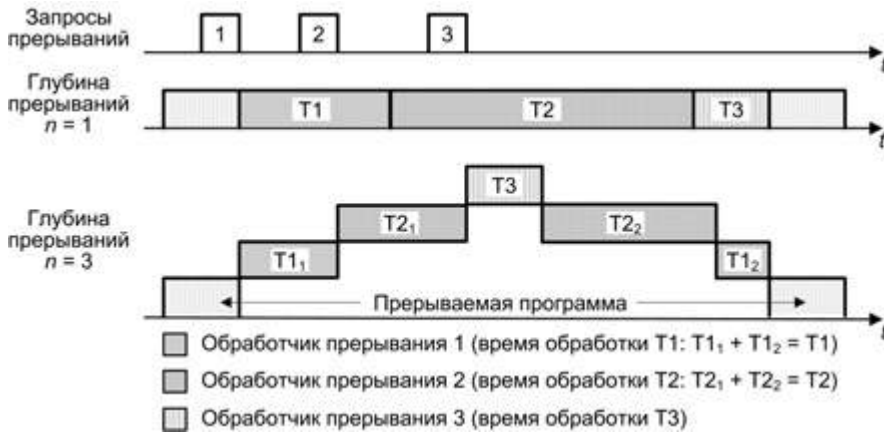 Запросы
прерываний
1 2 3
t
Глубина
прерываний
n = 1
T1 T2 T3
t
T3
Глубина
прерываний
n = 3
T2₁ T2₂
T1₁ T1₂
Прерываемая программа
t
Обработчик прерывания 1 (время обработки T1: T1₁ + T1₂ = T1)
Обработчик прерывания 2 (время обработки T2: T2₁ + T2₂ = T2)
Обработчик прерывания 3 (время обработки T3)